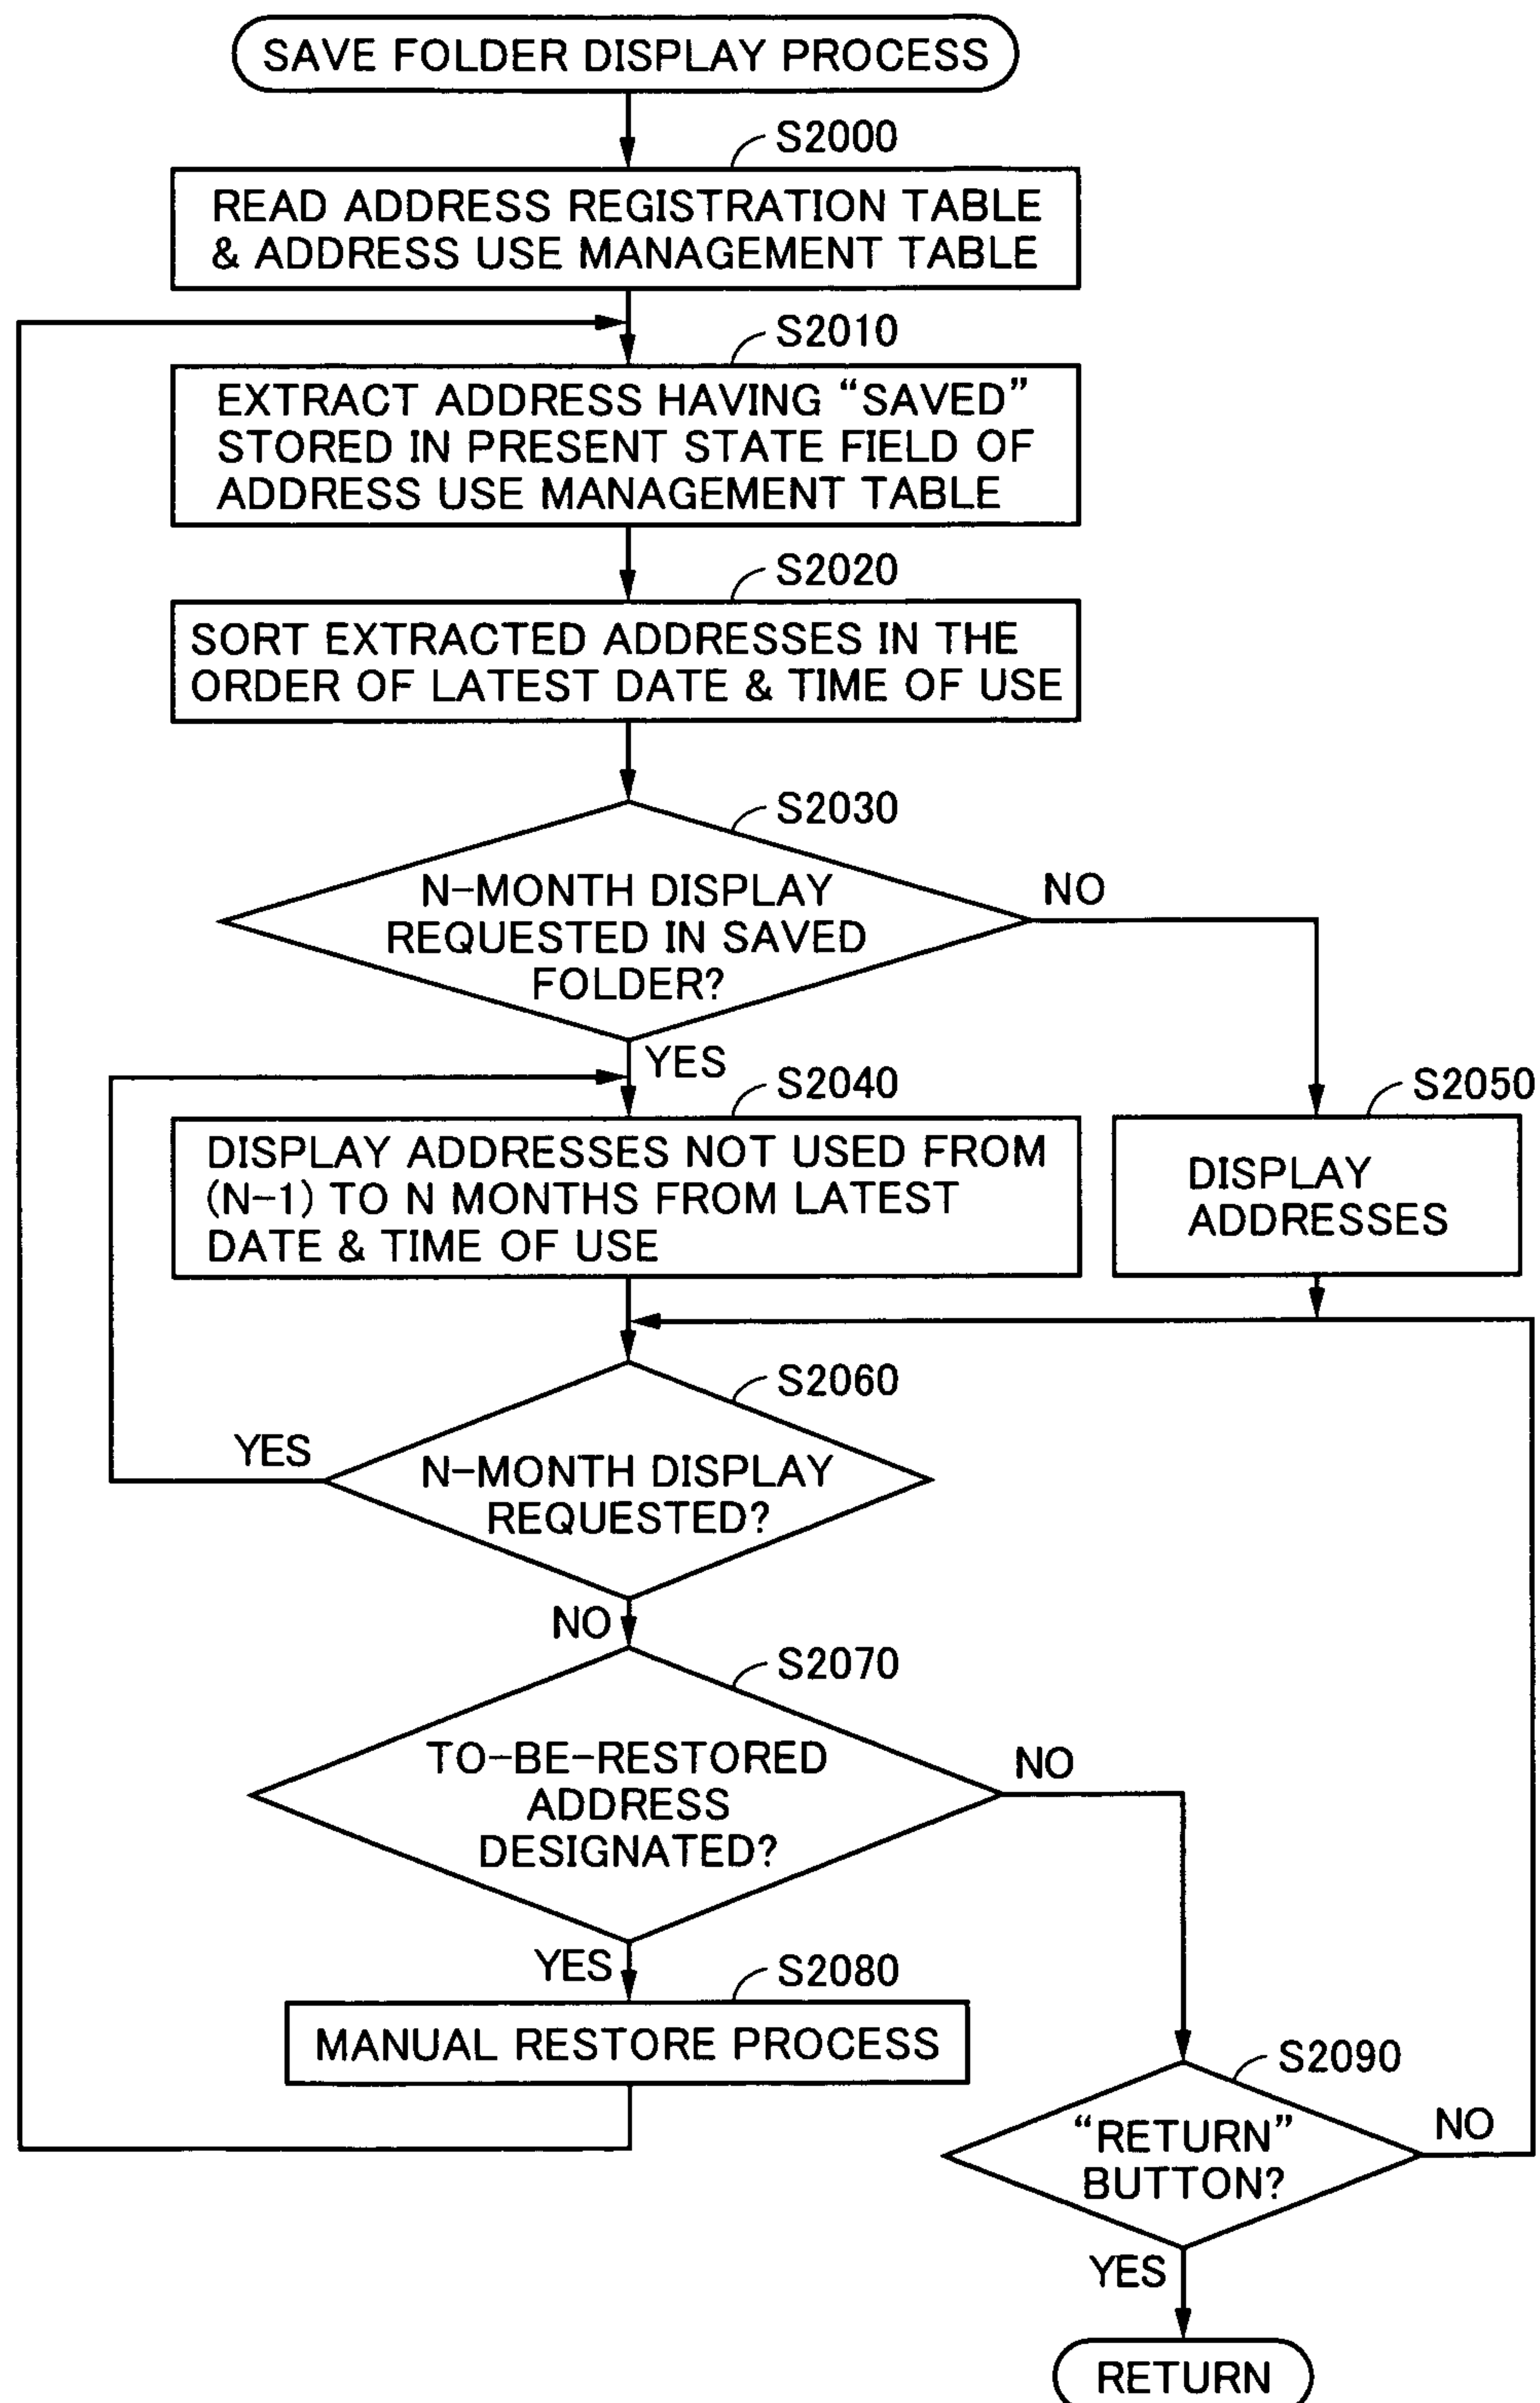 SAVE FOLDER DISPLAY PROCESS
S2000
READ ADDRESS REGISTRATION TABLE
& ADDRESS USE MANAGEMENT TABLE
S2010
EXTRACT ADDRESS HAVING “SAVED”
STORED IN PRESENT STATE FIELD OF
ADDRESS USE MANAGEMENT TABLE
S2020
SORT EXTRACTED ADDRESSES IN THE
ORDER OF LATEST DATE & TIME OF USE
S2030
N-MONTH DISPLAY
REQUESTED IN SAVED
FOLDER?
NO
YES
S2040
DISPLAY ADDRESSES NOT USED FROM
(N-1) TO N MONTHS FROM LATEST
DATE & TIME OF USE
S2050
DISPLAY
ADDRESSES
S2060
YES
N-MONTH DISPLAY
REQUESTED?
NO
S2070
TO-BE-RESTORED
ADDRESS
DESIGNATED?
NO
YES
S2080
MANUAL RESTORE PROCESS
S2090
“RETURN”
BUTTON?
NO
YES
RETURN